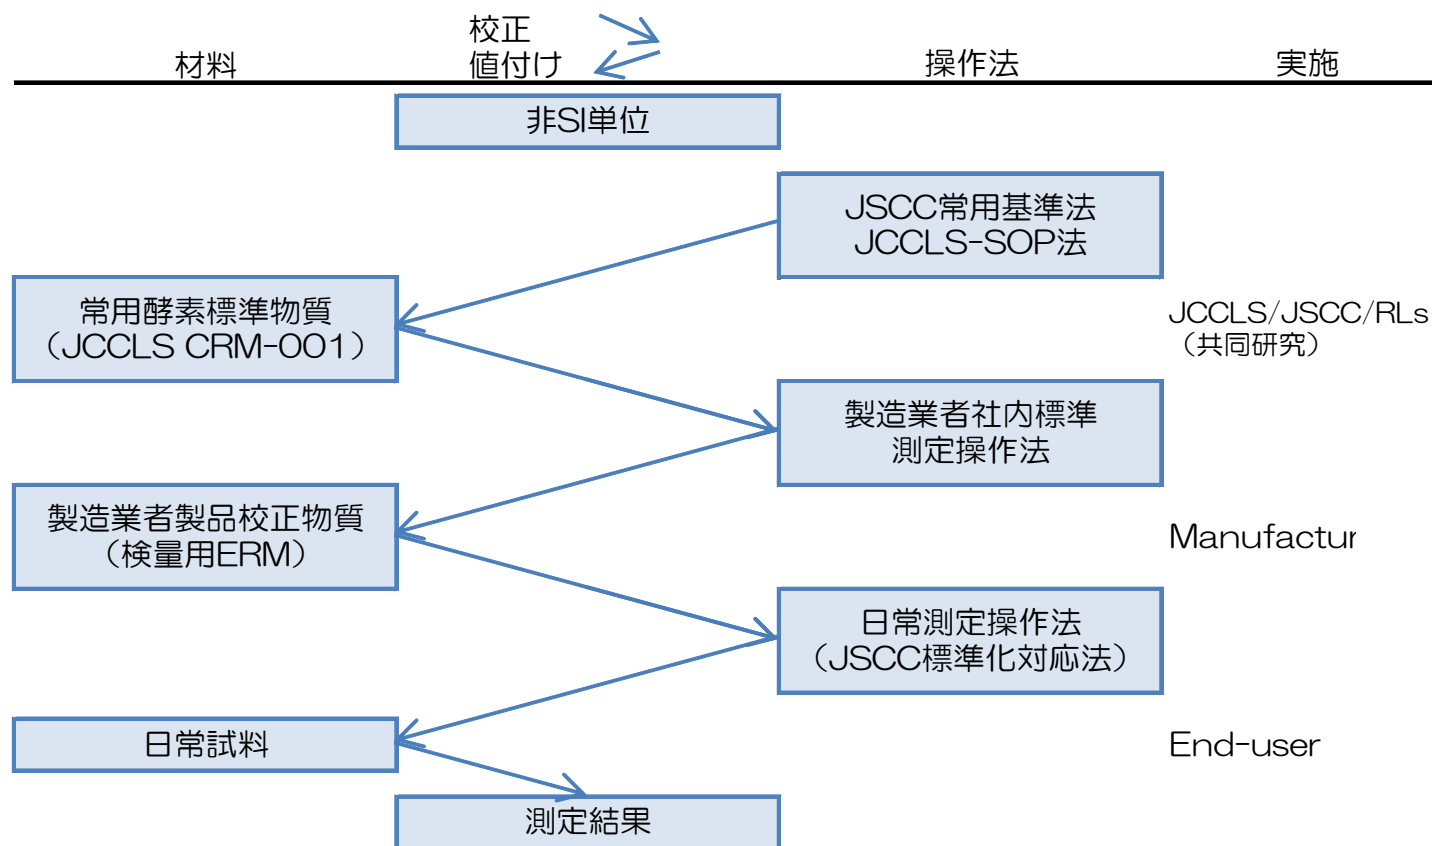 校正
値付け
材料
操作法
実施
非SI単位
JSCC常用基準法
JCCLS-SOP法
常用酵素標準物質
（JCCLS CRM-001）
JCCLS/JSCC/RLs
（共同研究）
製造業者社内標準
測定操作法
製造業者製品校正物質
（検量用ERM）
Manufactur
日常測定操作法
（JSCC標準化対応法）
日常試料
End-user
測定結果